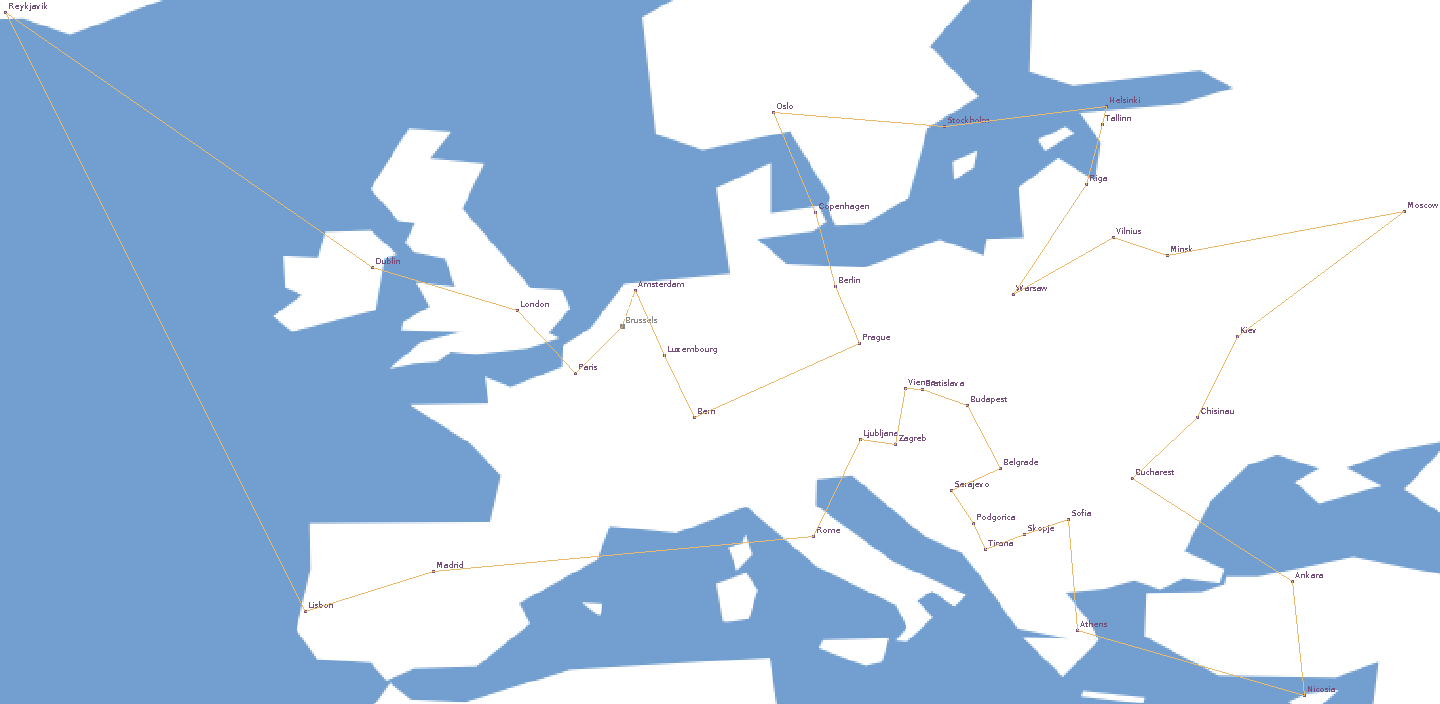 Reykjavik
Oslo
Helsinki
Stockholm
Tallinn
Riga
Copenhagen
Moscow
Vilnius
Minsk
Dublin
Berlin
Amsterdam
Warsaw
London
Brussels
Kiev
Prague
Luxembourg
Paris
Vienna
Bratislava
Budapest
Bern
Chisinau
Ljubljana
Zagreb
Belgrade
Bucharest
Sarajevo
Sofia
Podgorica
Skopje
Rome
Tirana
Madrid
Ankara
Lisbon
Athens
Nicosia